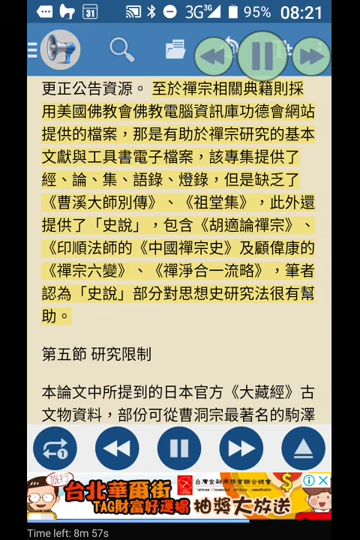 31
3G
36
95%
08:21
更正公告資源。 至於禪宗相關典籍則採
用美國佛教會佛教電腦資訊庫功德會網站
提供的檔案，那是有助於禪宗研究的基本
文獻與工具書電子檔案，該專集提供了
經、論、集、語錄、燈錄，但是缺乏了
《曹溪大師別傳》、《祖堂集》，此外還
提供了「史說」，包含《胡適論禪宗》、
《印順法師的《中國禪宗史》及顧偉康的
《禪宗六變》、《禪淨合一流略》，筆者
認為「史說」部分對思想史研究法很有幫
助。
第五節 研究限制
本論文中所提到的日本官方《大藏經》古
文物資料，部份可從曹洞宗最著名的駒澤
1
旅行
台北華爾街
TAG財富好運擲
抽獎大放送
Time left: 8m 57s